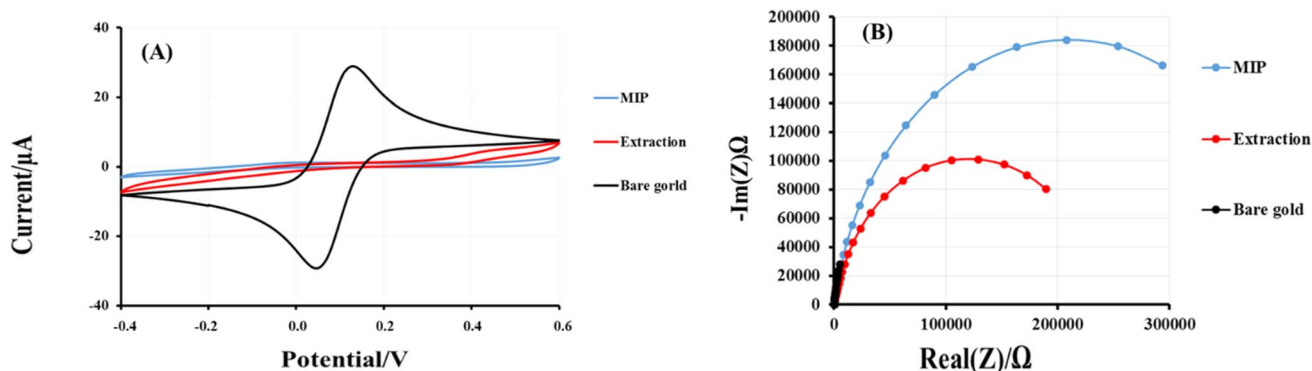 (A)
40
20
0
-20
-40
-0.4
-0.2
0.0
0.2
0.4
0.6
Current/μA
Potential/V
MIP
Extraction
Bare gorld
(B)
200000
180000
160000
140000
120000
100000
80000
60000
40000
20000
0
0
100000
200000
300000
-Im(Z)Ω
Real(Z)/Ω
MIP
Extraction
Bare gold